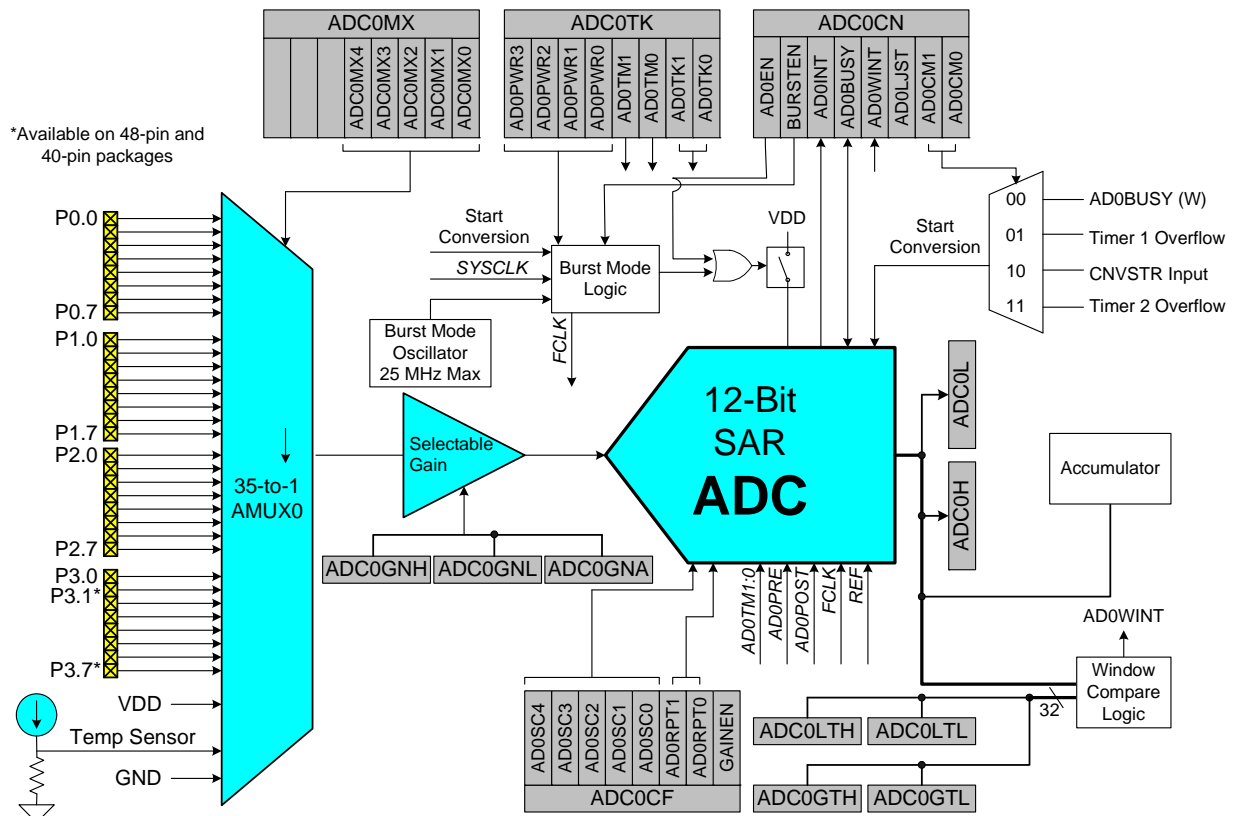 ADC0MX
ADC0MX4
ADC0MX3
ADC0MX2
ADC0MX1
ADC0MX0
ADC0TK
AD0PWR3
AD0PWR2
AD0PWR1
AD0PWR0
AD0TM1
AD0TM0
AD0TK1
AD0TK0
ADC0CN
AD0EN
BURSTEN
AD0INT
AD0BUSY
AD0WINT
AD0LJST
AD0CM1
AD0CM0
*Available on 48-pin and
40-pin packages
P0.0
P0.7
P1.0
P1.7
P2.0
P2.7
P3.0
P3.1*
P3.7*
VDD
Temp Sensor
GND
35-to-1
AMUX0
Start
Conversion
SYSCLK
Burst Mode
Logic
Burst Mode
Oscillator
25 MHz Max
FCLK
VDD
Start
Conversion
00
01
10
11
AD0BUSY (W)
Timer 1 Overflow
CNVSTR Input
Timer 2 Overflow
Selectable
Gain
ADC0GNH
ADC0GNL
ADC0GNA
12-Bit
SAR
ADC
ADC0L
ADC0H
Accumulator
AD0TM1:0
AD0PRE
AD0POST
FCLK
REF
AD0WINT
Window
Compare
Logic
32
AD0SC4
AD0SC3
AD0SC2
AD0SC1
AD0SC0
AD0RPT1
AD0RPT0
GAINEN
ADC0CF
ADC0LTH
ADC0LTL
ADC0GTH
ADC0GTL